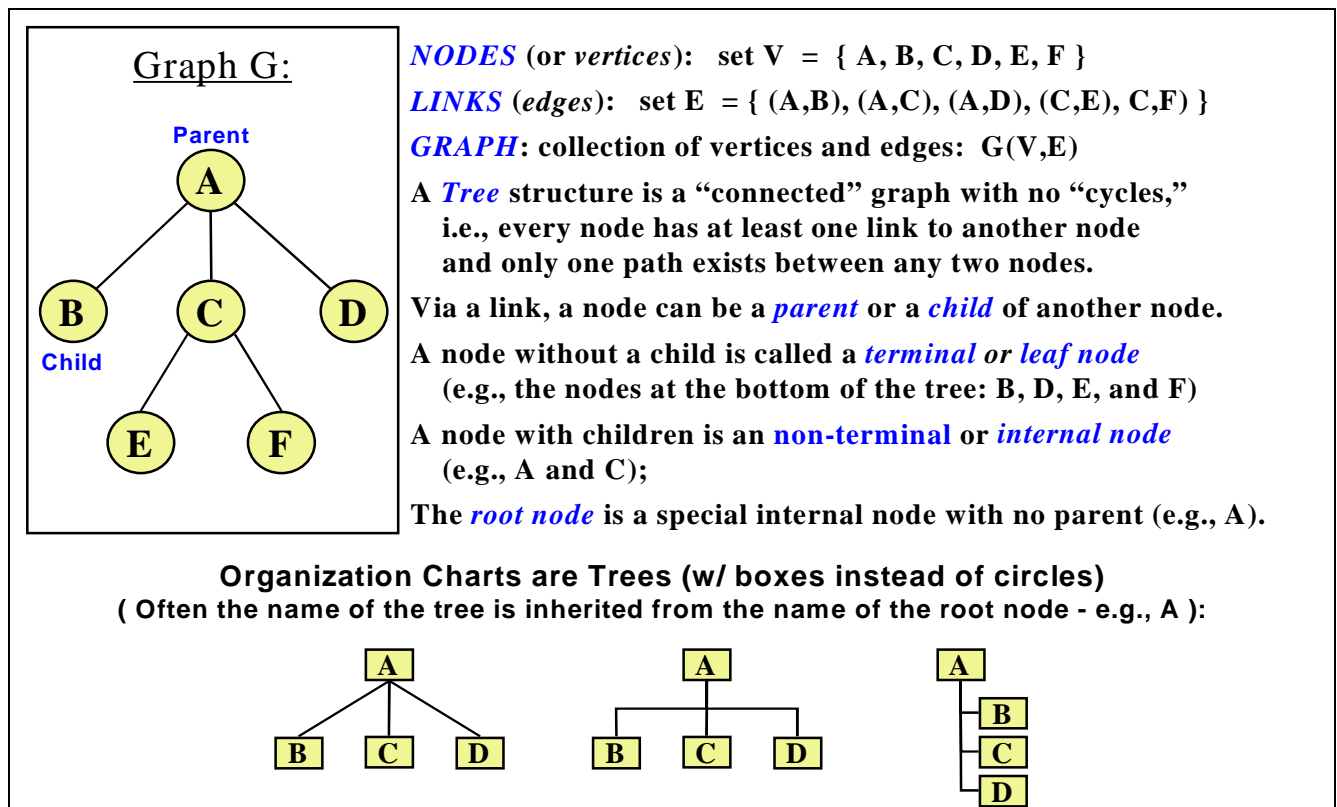 Graph G:
Parent
A
B
C
D
Child
E
F
NODES (or vertices): set V = { A, B, C, D, E, F }
LINKS (edges): set E = { (A,B), (A,C), (A,D), (C,E), C,F) }
GRAPH: collection of vertices and edges: G(V,E)
A Tree structure is a “connected” graph with no “cycles,”
i.e., every node has at least one link to another node
and only one path exists between any two nodes.
Via a link, a node can be a parent or a child of another node.
A node without a child is called a terminal or leaf node
(e.g., the nodes at the bottom of the tree: B, D, E, and F)
A node with children is an non-terminal or internal node
(e.g., A and C);
The root node is a special internal node with no parent (e.g., A).
Organization Charts are Trees (w/ boxes instead of circles)
( Often the name of the tree is inherited from the name of the root node - e.g., A ):
A
B C D
A
B C D
A
B
C
D